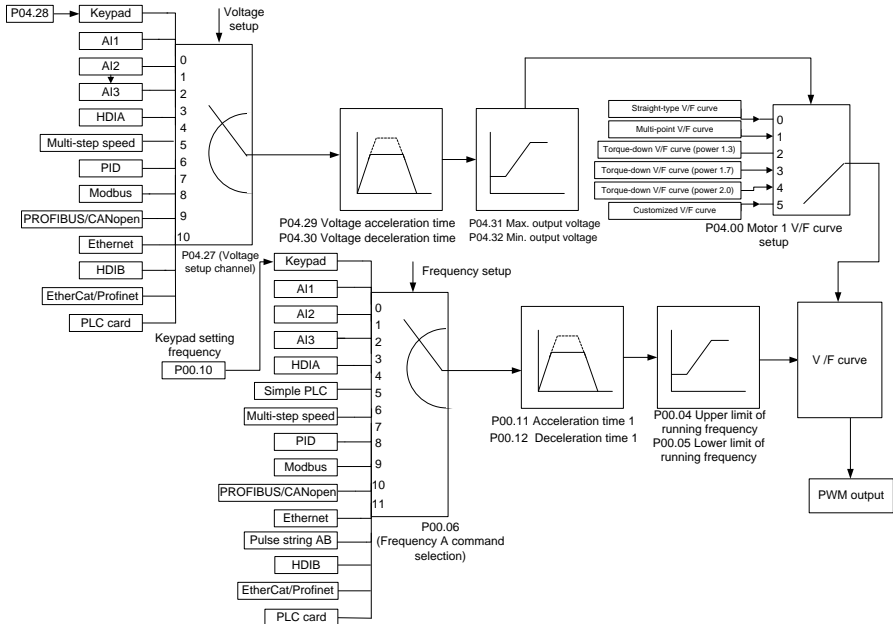 P04.28
Keypad
AI1
AI2
AI3
HDIA
Multi-step speed
PID
Modbus
PROFIBUS/CANopen
Ethernet
HDIB
EtherCat/Profinet
PLC card
Voltage
setup
0
1
2
3
4
5
6
7
8
9
10
P04.27 (Voltage
setup channel)
P04.29 Voltage acceleration time
P04.30 Voltage deceleration time
P04.31 Max. output voltage
P04.32 Min. output voltage
Straight-type V/F curve
Multi-point V/F curve
Torque-down V/F curve (power 1.3)
Torque-down V/F curve (power 1.7)
Torque-down V/F curve (power 2.0)
Customized V/F curve
0
1
2
3
4
5
P04.00 Motor 1 V/F curve
setup
Keypad setting
frequency
P00.10
Keypad
AI1
AI2
AI3
HDIA
Simple PLC
Multi-step speed
PID
Modbus
PROFIBUS/CANopen
Ethernet
Pulse string AB
HDIB
EtherCat/Profinet
PLC card
Frequency setup
0
1
2
3
4
5
6
7
8
9
10
11
P00.06
(Frequency A command
selection)
P00.11 Acceleration time 1
P00.12 Deceleration time 1
P00.04 Upper limit of
running frequency
P00.05 Lower limit of
running frequency
V /F curve
PWM output